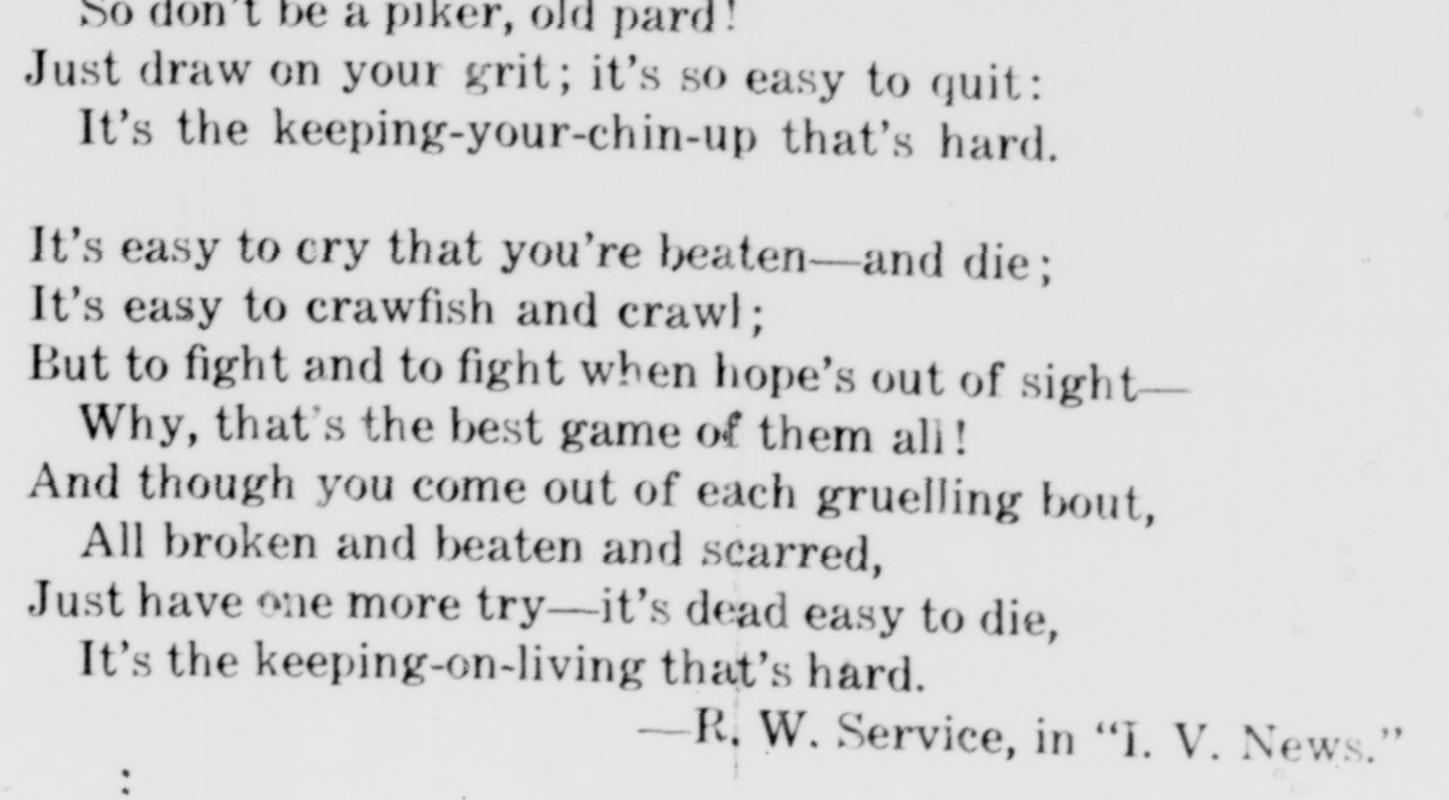 So don't be a piker, old pard!
Just draw on your grit; it's so easy to quit:
It's the keeping-your-chin-up that's hard.
It's easy to cry that you're beaten—and die;
It's easy to crawfish and crawl;
But to fight and to fight when hope's out of sight—
Why, that's the best game of them all!
And though you come out of each gruelling bout,
All broken and beaten and scarred,
Just have one more try—it's dead easy to die,
It's the keeping-on-living that's hard.
—R. W. Service, in "I. V. News."
: